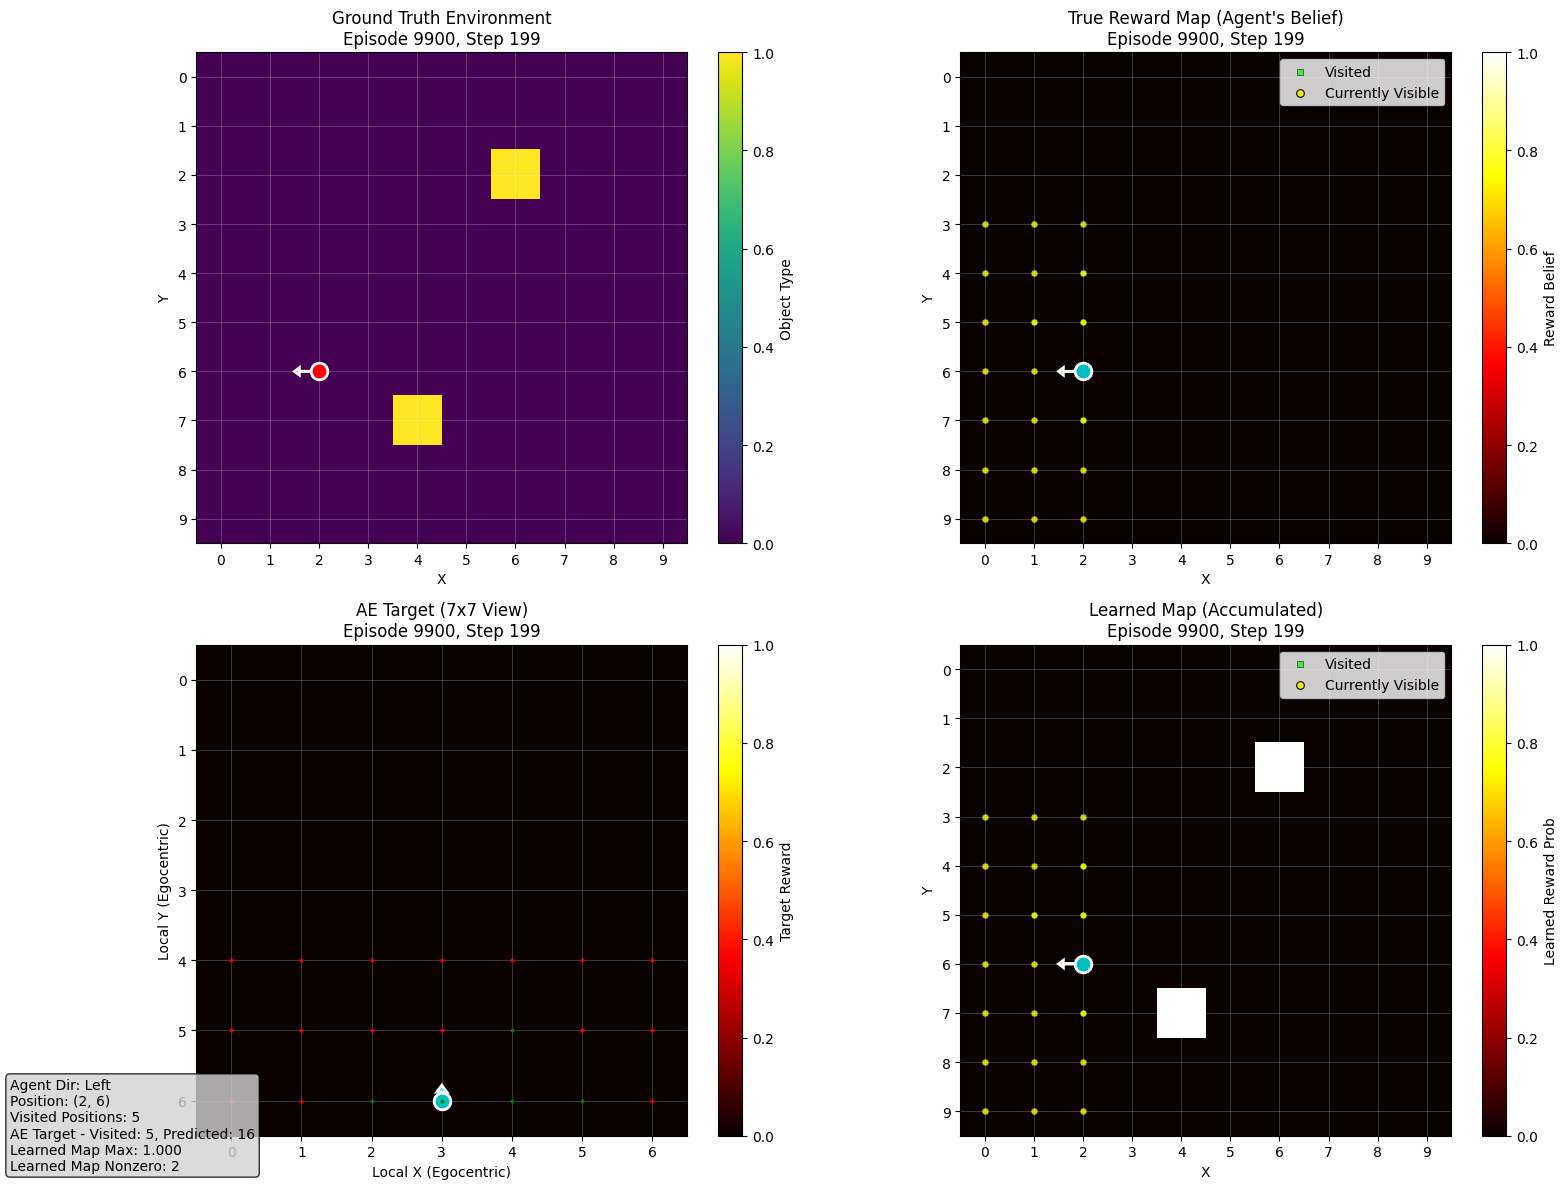 Ground Truth Environment
Episode 9900, Step 199
0
1
2
3
4
5
6
7
8
9
Y
0 1 2 3 4 5 6 7 8 9
X
1.0
0.8
0.6
0.4
0.2
0.0
Object Type
True Reward Map (Agent's Belief)
Episode 9900, Step 199
Visited
Currently Visible
0
1
2
3
4
5
6
7
8
9
Y
0 1 2 3 4 5 6 7 8 9
X
1.0
0.8
0.6
0.4
0.2
0.0
Reward Belief
AE Target (7x7 View)
Episode 9900, Step 199
0
1
2
3
4
5
6
Local Y (Egocentric)
0 1 2 3 4 5 6
Local X (Egocentric)
1.0
0.8
0.6
0.4
0.2
0.0
Target Reward
Agent Dir: Left
Position: (2, 6)
Visited Positions: 5
AE Target - Visited: 5, Predicted: 16
Learned Map Max: 1.000
Learned Map Nonzero: 2
Learned Map (Accumulated)
Episode 9900, Step 199
Visited
Currently Visible
0
1
2
3
4
5
6
7
8
9
Y
0 1 2 3 4 5 6 7 8 9
X
1.0
0.8
0.6
0.4
0.2
0.0
Learned Reward Prob